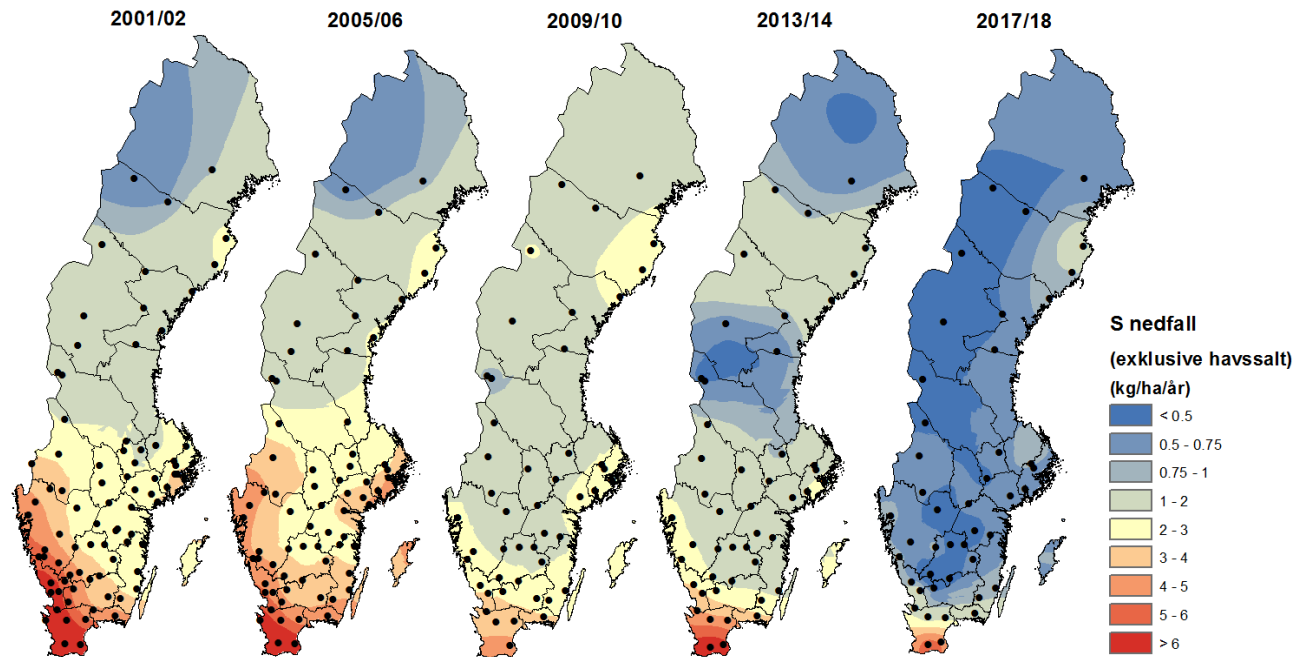 2001/02
2005/06
2009/10
2013/14
2017/18
S nedfall
(exklusive havssalt)
(kg/ha/år)
< 0.5
0.5 - 0.75
0.75 - 1
1 - 2
2 - 3
3 - 4
4 - 5
5 - 6
> 6